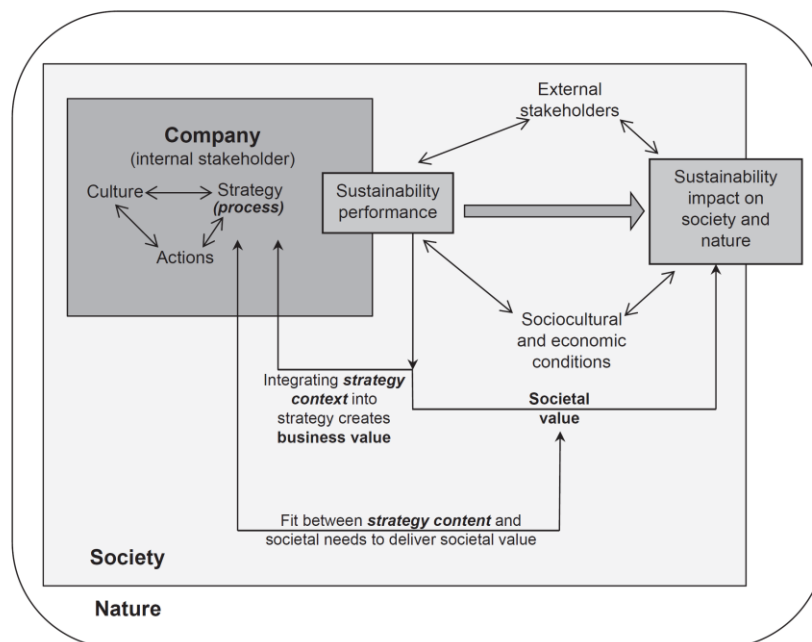 External
stakeholders
Company
(internal stakeholder)
Culture
Strategy
(process)
Actions
Sustainability
performance
Sustainability
impact on
society and
nature
Sociocultural
and economic
conditions
Integrating strategy
context into
strategy creates
business value
Societal
value
Fit between strategy content and
societal needs to deliver societal value
Society
Nature